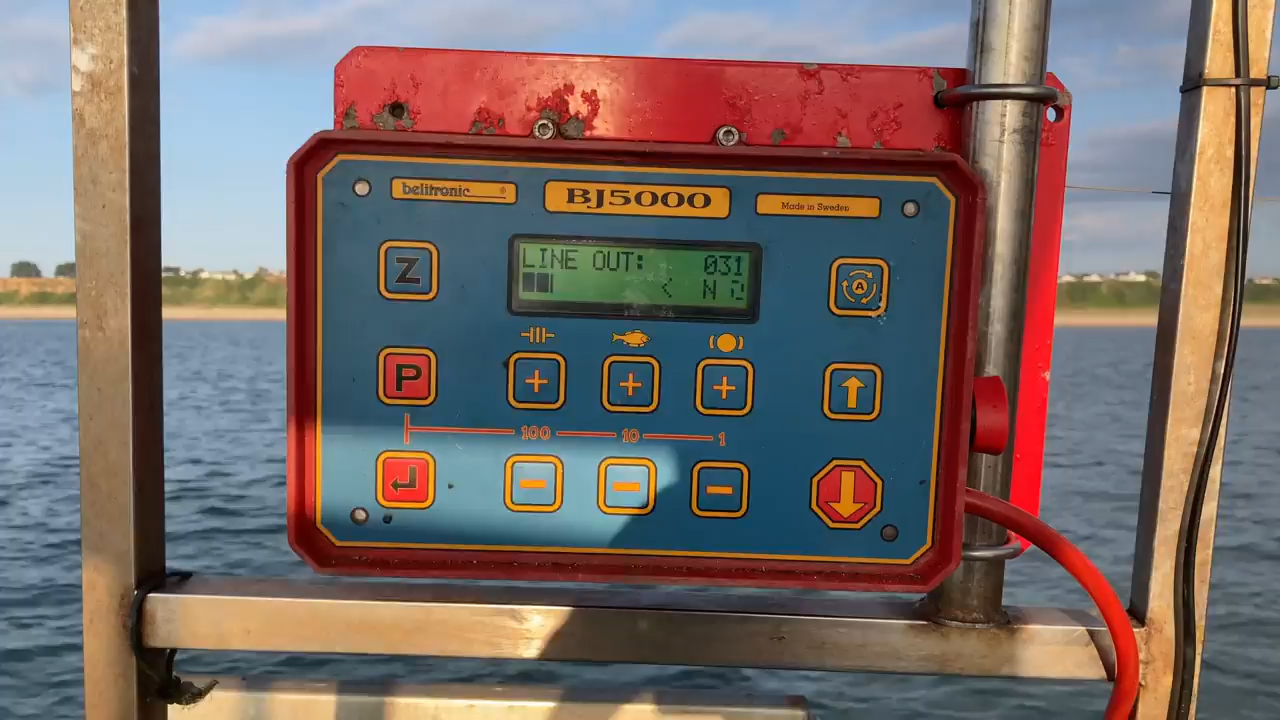 belitronic ®
BJ5000
Made in Sweden
Z
LINE OUT: 031
< N
A
P
100 10 1